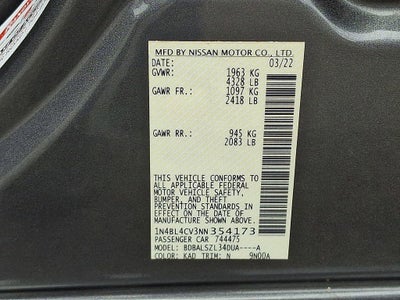 MFD BY NISSAN MOTOR CO., LTD.
DATE: 03/22
GVWR: 1963 KG
4328 LB
GAWR FR: 1097 KG
2418 LB
GAWR RR: 945 KG
2083 LB
THIS VEHICLE CONFORMS TO
ALL APPLICABLE FEDERAL
MOTOR VEHICLE SAFETY,
BUMPER, AND THEFT
PREVENTION STANDARDS IN
EFFECT ON THE DATE OF
MANUFACTURE SHOWN ABOVE.
1N4BL4CV3NN354173
PASSENGER CAR 744475
MODEL: BDBALSZL34DUA----A
COLOR: KAD TRIM: N 9N00A